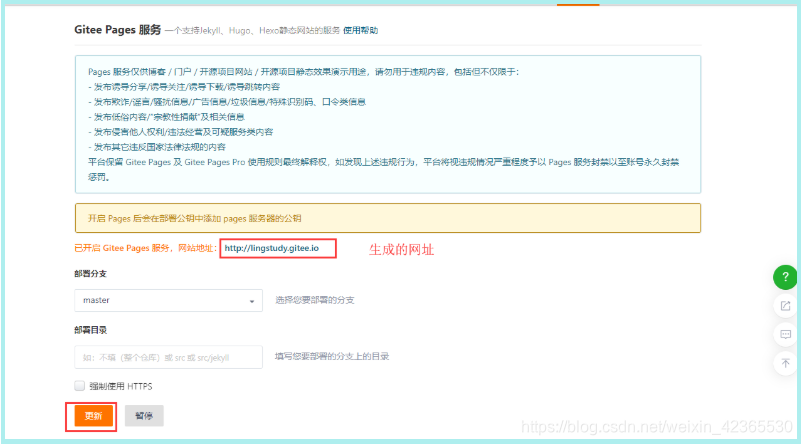 Gitee Pages 服务 一个支持Jekyll、Hugo、Hexo静态网站的服务 使用帮助
Pages 服务仅供博客 / 门户 / 开源项目网站 / 开源项目静态效果演示用途，请勿用于违规内容，包括但不仅限于：
- 发布诱导分享/诱导关注/诱导下载/诱导跳转内容
- 发布欺诈/谣言/骚扰信息/广告信息/垃圾信息/特殊识别码、口令类信息
- 发布低俗内容/"宗教性捐献"及相关信息
- 发布侵害他人权利/违法经营及可疑服务类内容
- 发布其它违反国家法律法规的内容
平台保留 Gitee Pages 及 Gitee Pages Pro 使用规则最终解释权，如发现上述违规行为，平台将视违规情况严重程度予以 Pages 服务封禁以至账号永久封禁
惩罚。
开启 Pages 后会在部署公钥中添加 pages 服务器的公钥
已开启 Gitee Pages 服务，网站地址： http://lingstudy.gitee.io 生成的网址
部署分支
master 选择您要部署的分支
部署目录
如：不填（整个仓库）或 src 或 src/jekyll 填写您要部署的分支上的目录
强制使用 HTTPS
更新 暂停
?
https://blog.csdn.net/weixin_42365530